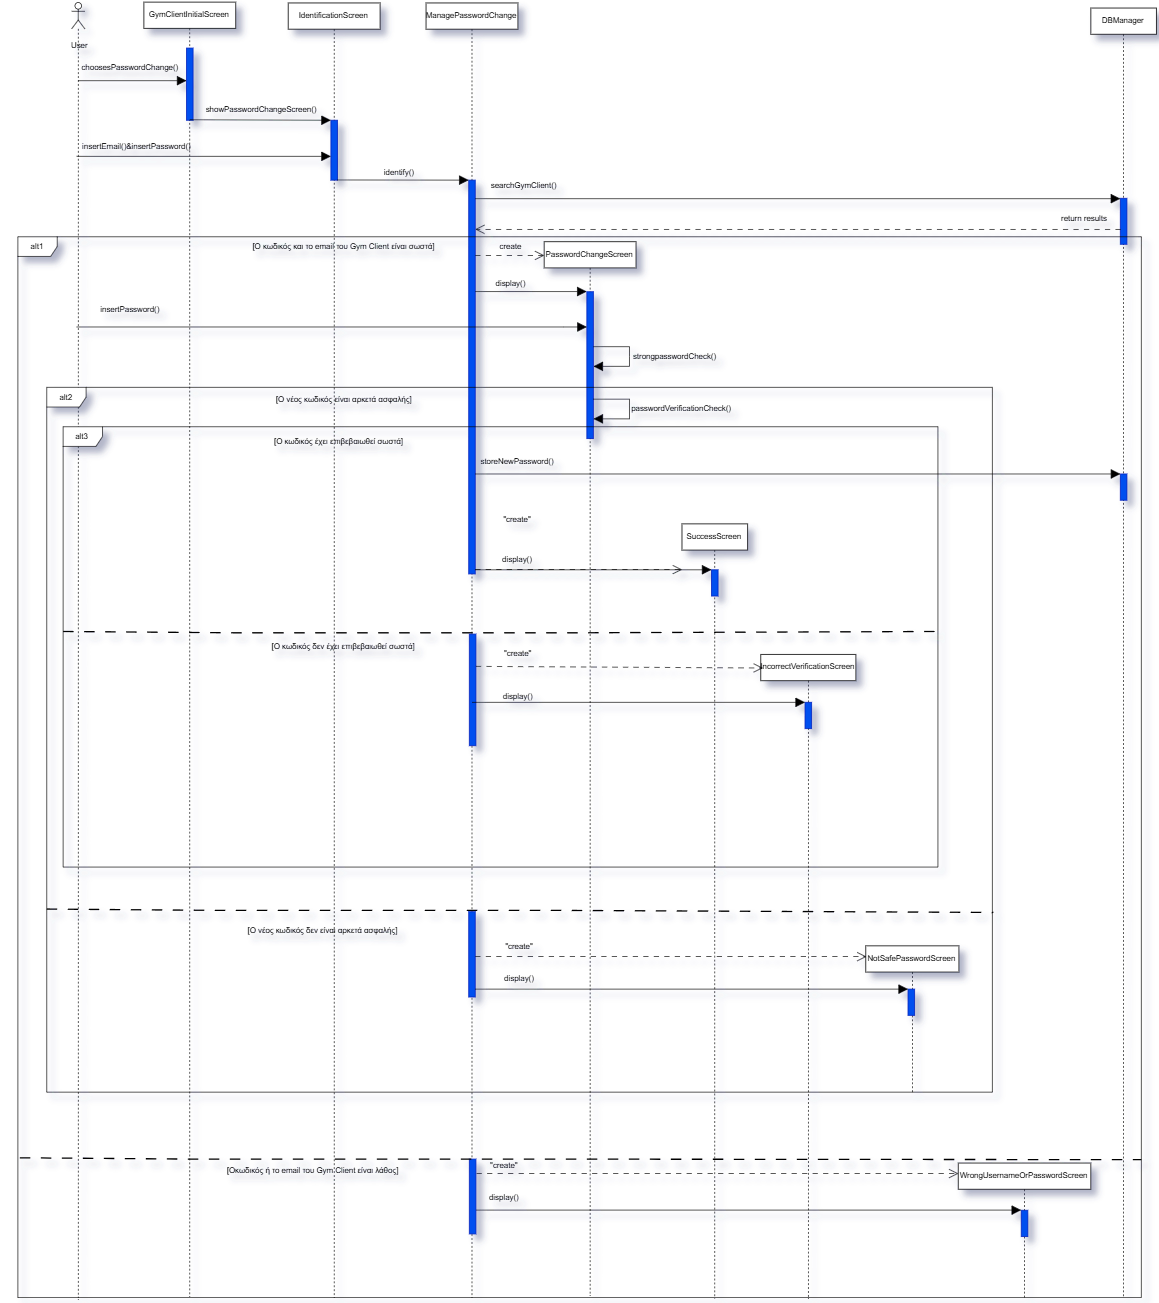 GymClientInitialScreen
IdentificationScreen
ManagePasswordChange
DBManager
User
choosesPasswordChange()
showPasswordChangeScreen()
insertEmail()&insertPassword()
identify()
searchGymClient()
return results
alt1
[Ο κωδικός και το email του Gym Client είναι σωστά]
create
PasswordChangeScreen
display()
insertPassword()
strongpasswordCheck()
alt2
[Ο νέος κωδικός είναι αρκετά ασφαλής]
passwordVerificationCheck()
alt3
[Ο κωδικός έχει επιβεβαιωθεί σωστά]
storeNewPassword()
"create"
SuccessScreen
display()
[Ο κωδικός δεν έχει επιβεβαιωθεί σωστά]
"create"
IncorrectVerificationScreen
display()
[Ο νέος κωδικός δεν είναι αρκετά ασφαλής]
"create"
NotSafePasswordScreen
display()
[Οκωδικός ή το email του Gym Client είναι λάθος]
"create"
WrongUsernameOrPasswordScreen
display()